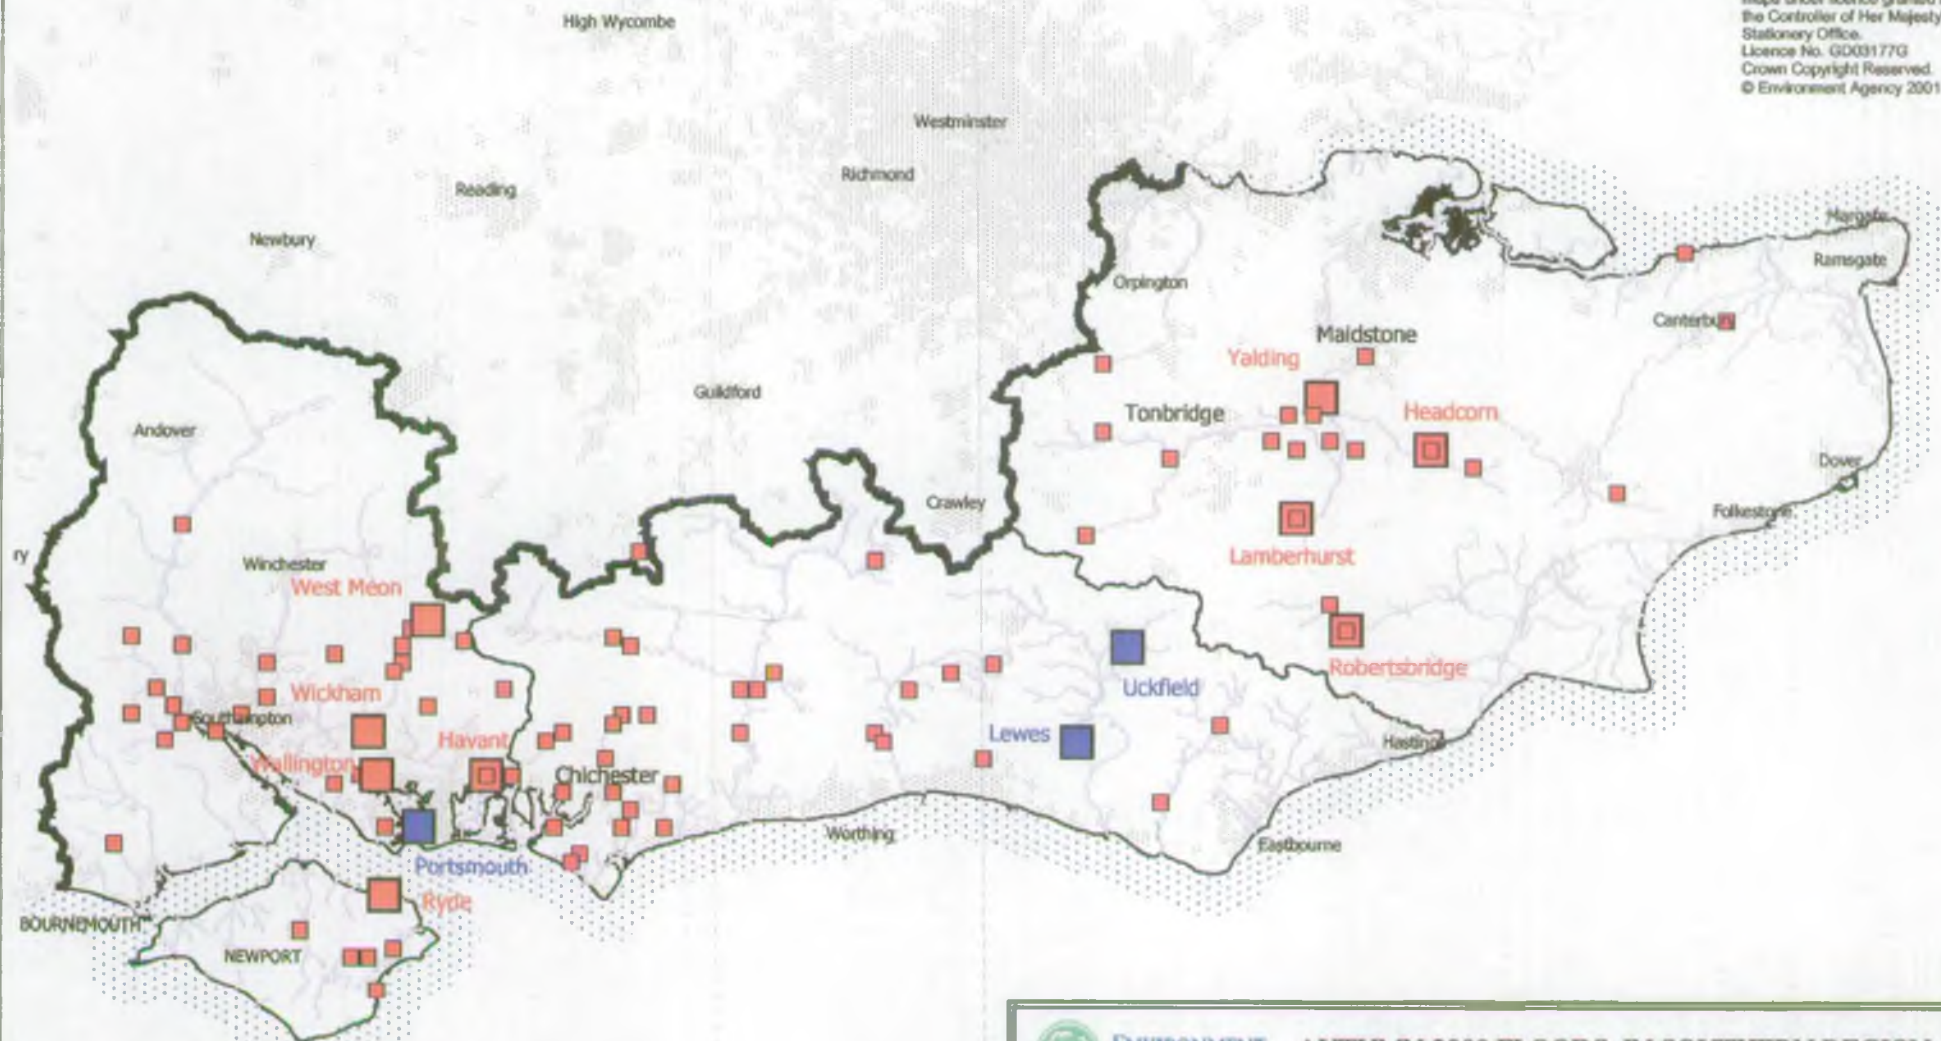 High Wycombe
the Controller of Her Majesty
Stationery Office.
Licence No. GD03177G
Crown Copyright Reserved.
© Environment Agency 2001
Westminster
Richmond
Reading
Newbury
Margate
Ramsgate
Orpington
Canterbury
Maidstone
Yalding
Guildford
Tonbridge
Headcorn
Andover
Dover
Crawley
Folkestone
ry
Winchester
West Meon
Lamberhurst
Robertsbridge
Uckfield
Wickham
Southampton
Lewes
Havant
Hastings
Wallington
Chichester
Worthing
Eastbourne
Portsmouth
Ryde
BOURNEMOUTH
NEWPORT
ENVIRONMENT